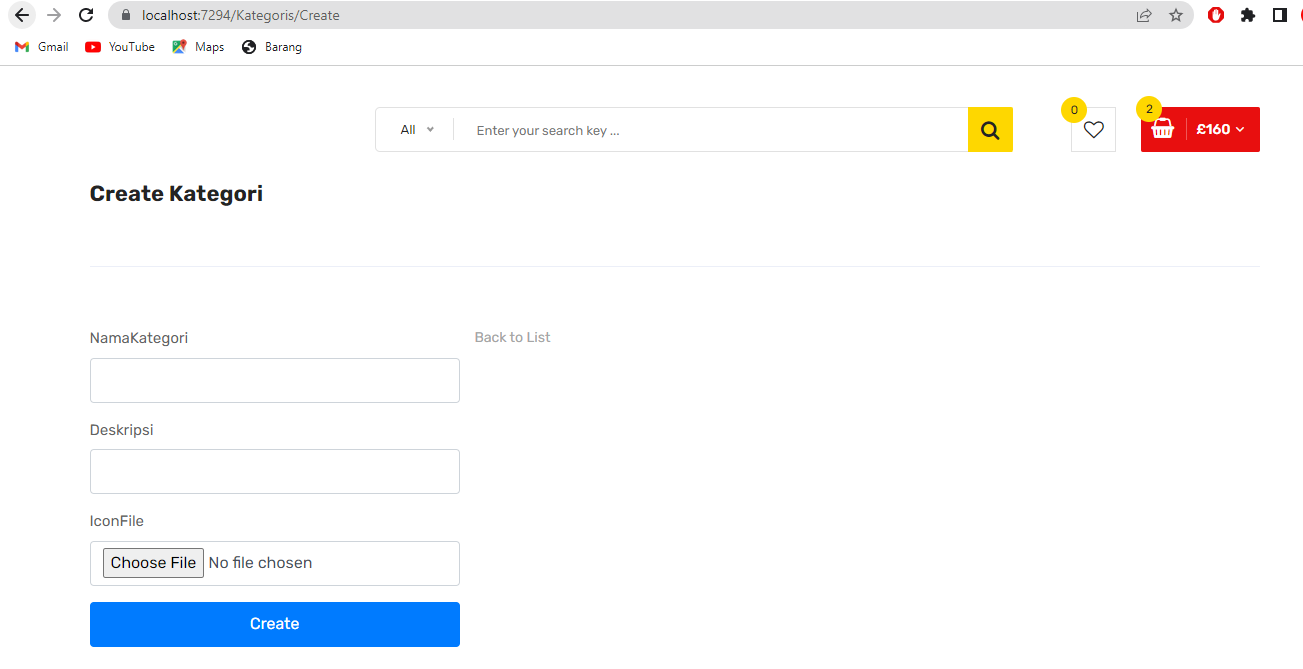 localhost:7294/Kategoris/Create
Gmail YouTube Maps Barang
All Enter your search key ... 0 2 £160
Create Kategori
NamaKategori Back to List
Deskripsi
IconFile
Choose File No file chosen
Create